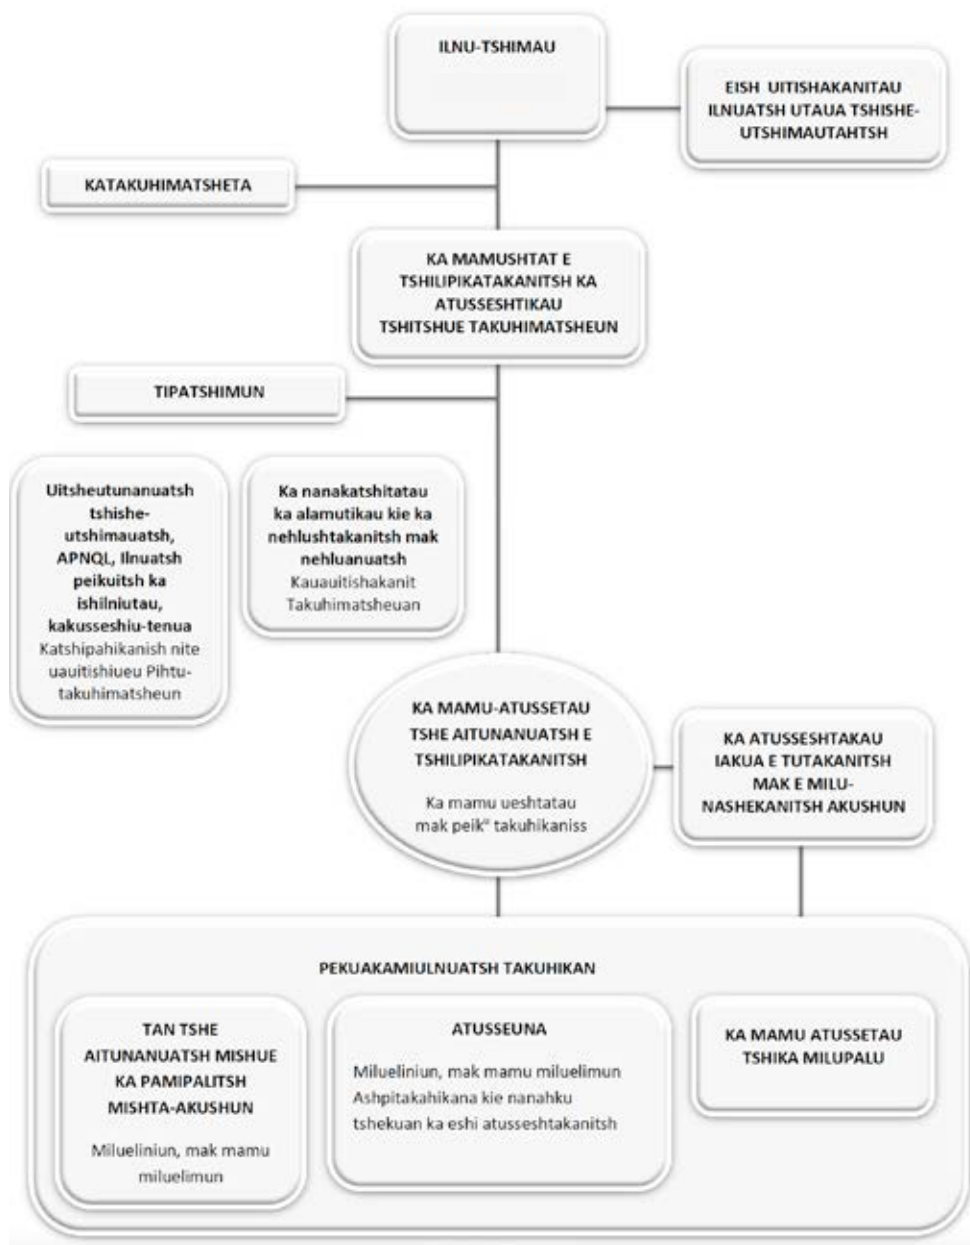 ILNU-TSHIMAU
EISH UITISHAKANITAU
ILNUATSH UTAUA TSHISHE-
UTSHIMAUTAHTSH
KATAKUHIMATSHETA
KA MAMUSHTAT E
TSHILIPIKATAKANITSH KA
ATUSSESHTIKAU
TSHITSHUE TAKUHIMATSHEUN
TIPATSHIMUN
Uitsheutunanuatsh
tshishe-
utshimauatsh,
APNQL, Ilnuatsh
peikuitsh ka
ishilniutau,
kakusseshiu-tenua
Katshipahikanish nite
uauitishiueu Pihtu-
takuhimatsheun
Ka nanakatshitatau
ka alamutikau kie ka
nehlushtakanitsh mak
nehluanuatsh
Kauauitishakanit
Takuhimatsheuan
KA MAMU-ATUSSETAU
TSHE AITUNANUATSH E
TSHILIPIKATAKANITSH
Ka mamu ueshtatau
mak peikᵘ takuhikaniss
KA ATUSSESHTAKAU
IAKUA E TUTAKANITSH
MAK E MILU-
NASHEKANITSH AKUSHUN
PEKUAKAMIULNUATSH TAKUHIKAN
TAN TSHE
AITUNANUATSH MISHUE
KA PAMIPALITSH
MISHTA-AKUSHUN
Milueliniun, mak mamu
miluelimun
ATUSSEUNA
Milueliniun, mak mamu miluelimun
Ashpitakahikana kie nanahku
tshekuan ka eshi atusseshtakanitsh
KA MAMU ATUSSETAU
TSHIKA MILUPALU